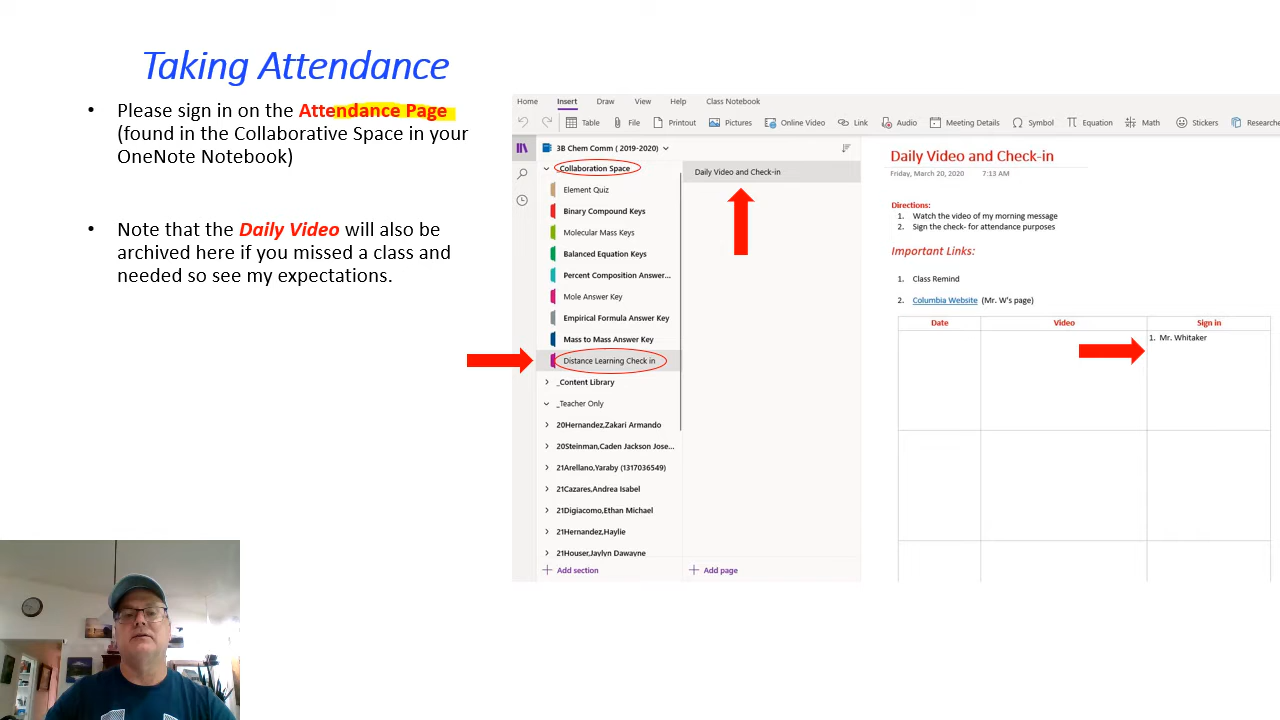 Taking Attendance
• Please sign in on the Attendance Page
(found in the Collaborative Space in your
OneNote Notebook)
• Note that the Daily Video will also be
archived here if you missed a class and
needed so see my expectations.
Home Insert Draw View Help Class Notebook
Table File Printout Pictures Online Video Link Audio Meeting Details Symbol Equation Math Stickers Researche
3B Chem Comm ( 2019-2020)
_Collaboration Space
Element Quiz
Binary Compound Keys
Molecular Mass Keys
Balanced Equation Keys
Percent Composition Answer...
Mole Answer Key
Empirical Formula Answer Key
Mass to Mass Answer Key
Distance Learning Check in
_Content Library
_Teacher Only
20Hernandez,Zakari Armando
20Steinman,Caden Jackson Jose...
21Arellano,Yaraby (1317036549)
21Cazares,Andrea Isabel
21Digiacomo,Ethan Michael
21Hernandez,Haylie
21Houser,Jaylyn Dawayne
+ Add section
Daily Video and Check-in
+ Add page
Daily Video and Check-in
Friday, March 20, 2020 7:13 AM
Directions:
1. Watch the video of my morning message
2. Sign the check- for attendance purposes
Important Links:
1. Class Remind
2. Columbia Website (Mr. W's page)
Date Video Sign in
1. Mr. Whitaker